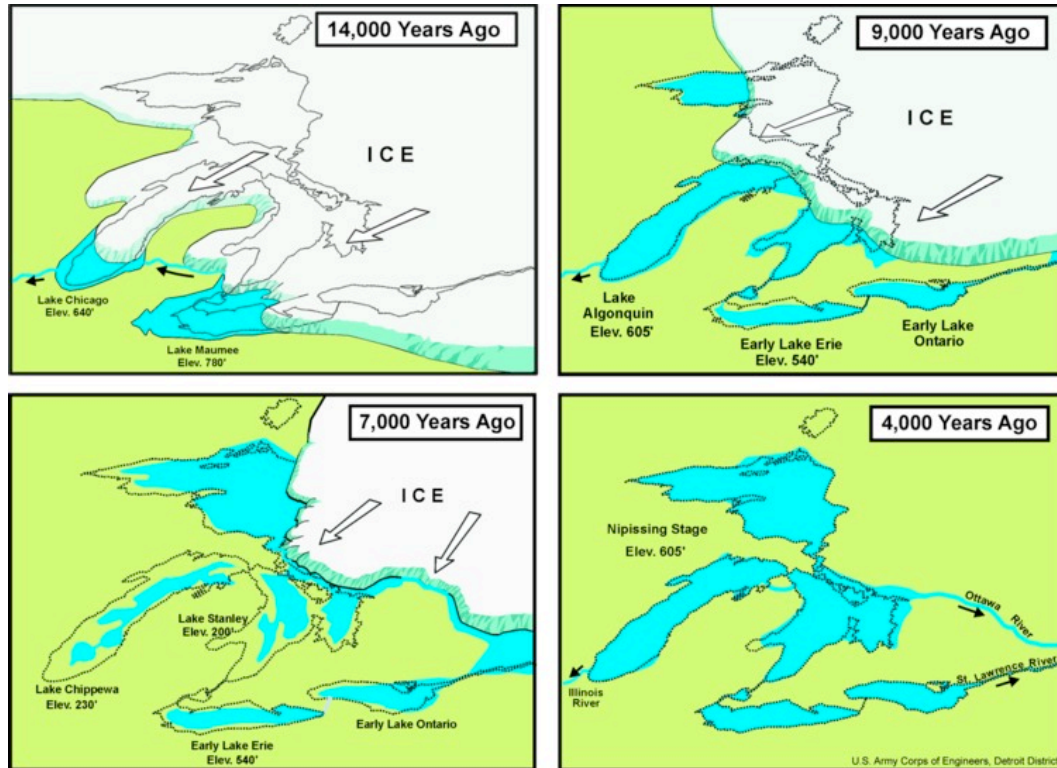 14,000 Years Ago
I C E
Lake Chicago
Elev. 640'
Lake Maumee
Elev. 780'
9,000 Years Ago
I C E
Lake
Algonquin
Elev. 605'
Early Lake Erie
Elev. 540'
Early Lake
Ontario
7,000 Years Ago
I C E
Lake Stanley
Elev. 200'
Lake Chippewa
Elev. 230'
Early Lake Ontario
Early Lake Erie
Elev. 540'
4,000 Years Ago
Nipissing Stage
Elev. 605'
Ottawa
River
St. Lawrence River
Illinois
River
U.S. Army Corps of Engineers, Detroit District